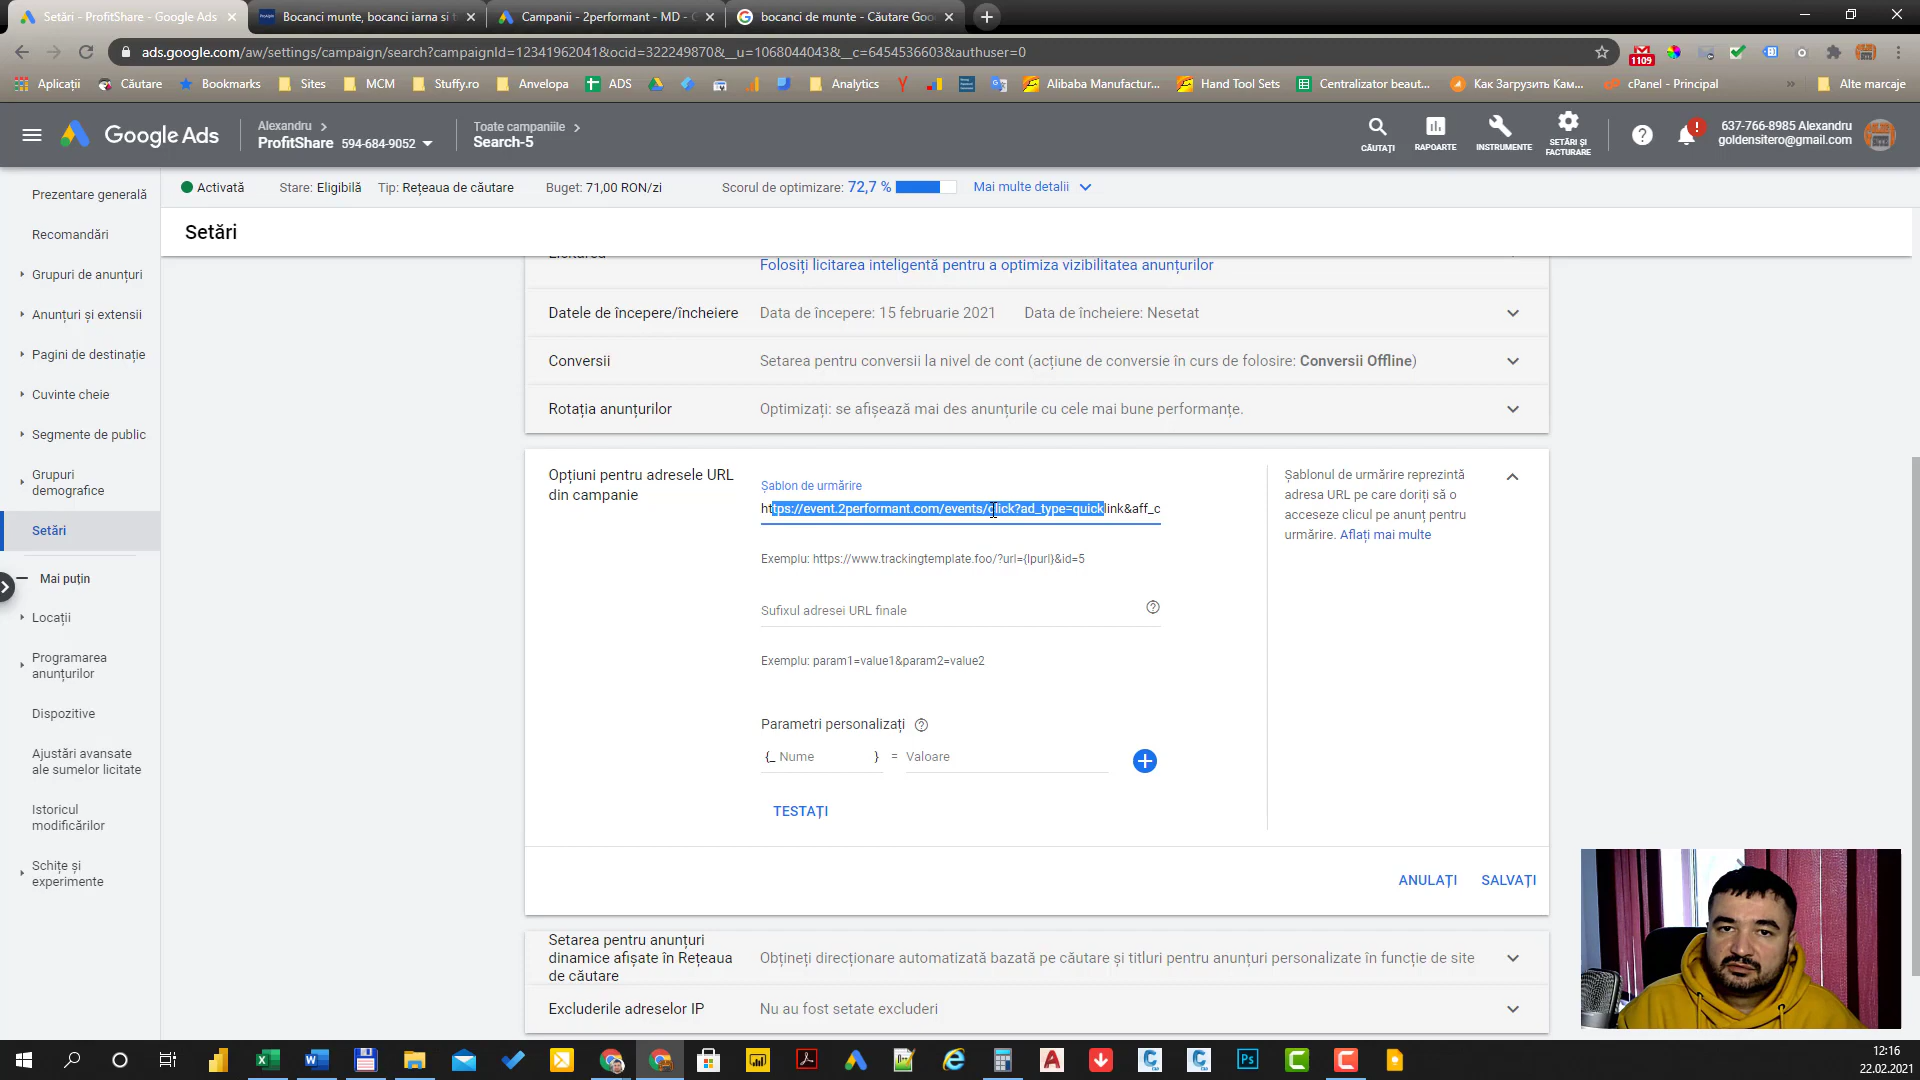 Setări - ProfitShare - Google Ads
Bocanci munte, bocanci iarna si t
Campanii - 2performant - MD - G
bocanci de munte - Căutare Goo
ads.google.com/aw/settings/campaign/search?campaignId=12341962041&ocid=322249870&__u=1068044043&__c=6454536603&authuser=0
1109
Aplicații
Căutare
Bookmarks
Sites
MCM
Stuffy.ro
Anvelopa
ADS
Analytics
Alibaba Manufactur...
Hand Tool Sets
Centralizator beaut...
Как Загрузить Кам...
cPanel - Principal
»
Alte marcaje
Google Ads
Alexandru
ProfitShare 594-684-9052
Toate campaniile
Search-5
CĂUTAȚI
RAPOARTE
INSTRUMENTE
SETĂRI ȘI
FACTURARE
637-766-8985 Alexandru
goldensitero@gmail.com
Activată
Stare: Eligibilă
Tip: Rețeaua de căutare
Buget: 71,00 RON/zi
Scorul de optimizare: 72,7 %
Mai multe detalii
Setări
Prezentare generală
Recomandări
Grupuri de anunțuri
Anunțuri și extensii
Pagini de destinație
Cuvinte cheie
Segmente de public
Grupuri
demografice
Setări
Mai puțin
Locații
Programarea
anunțurilor
Dispozitive
Ajustări avansate
ale sumelor licitate
Istoricul
modificărilor
Schițe și
experimente
Folosiți licitarea inteligentă pentru a optimiza vizibilitatea anunțurilor
Datele de începere/încheiere
Data de începere: 15 februarie 2021
Data de încheiere: Nesetat
Conversii
Setarea pentru conversii la nivel de cont (acțiune de conversie în curs de folosire: Conversii Offline)
Rotația anunțurilor
Optimizați: se afișează mai des anunțurile cu cele mai bune performanțe.
Opțiuni pentru adresele URL
din campanie
Șablon de urmărire
https://event.2performant.com/events/click?ad_type=quicklink&aff_c
Exemplu: https://www.trackingtemplate.foo/?url={lpurl}&id=5
Sufixul adresei URL finale
Exemplu: param1=value1&param2=value2
Parametri personalizați
{_ Nume } = Valoare
TESTAȚI
Șablonul de urmărire reprezintă
adresa URL pe care doriți să o
acceseze clicul pe anunț pentru
urmărire. Aflați mai multe
ANULAȚI
SALVAȚI
Setarea pentru anunțuri
dinamice afișate în Rețeaua
de căutare
Obțineți direcționare automatizată bazată pe căutare și titluri pentru anunțuri personalizate în funcție de site
Excluderile adreselor IP
Nu au fost setate excluderi
12:16
22.02.2021